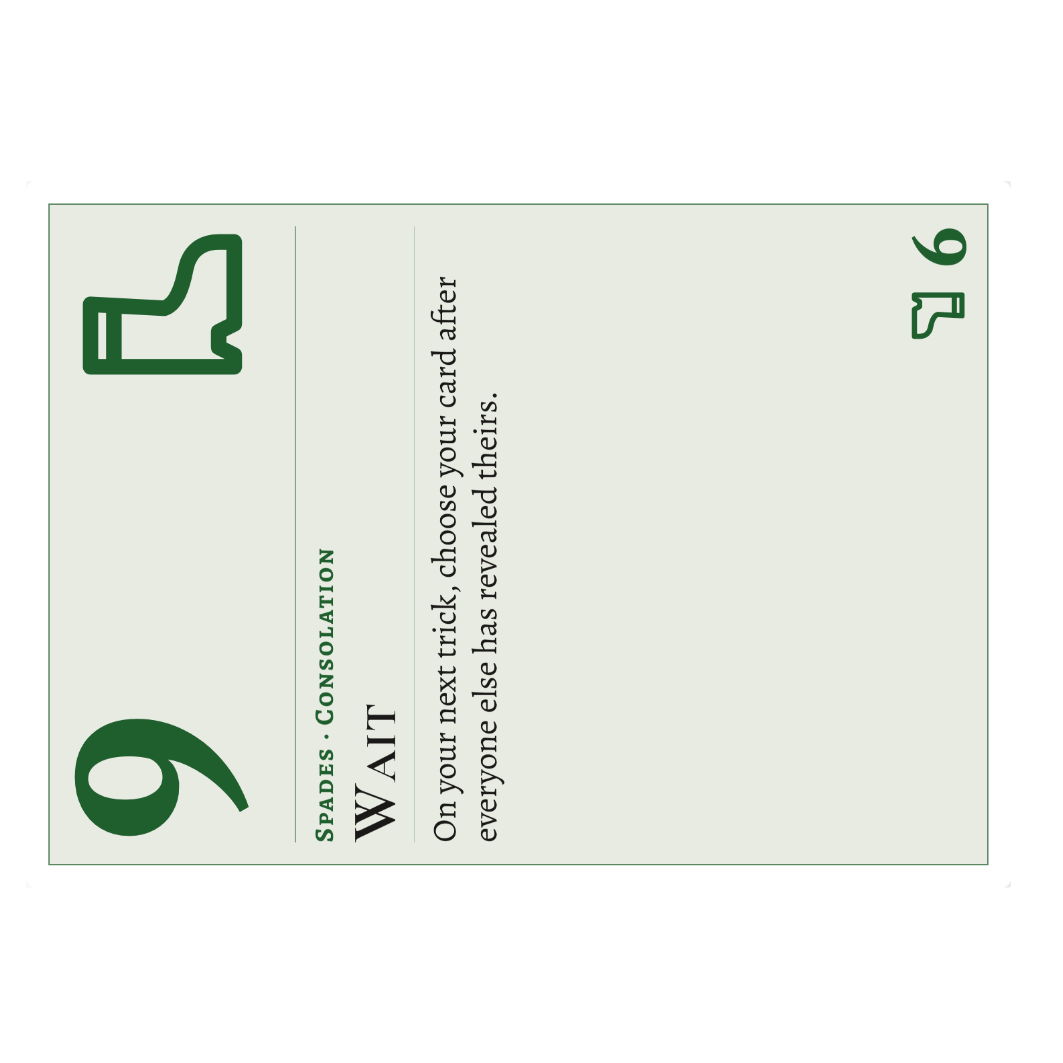 9
Spades · Consolation
Wait
On your next trick, choose your card after
everyone else has revealed theirs.
9